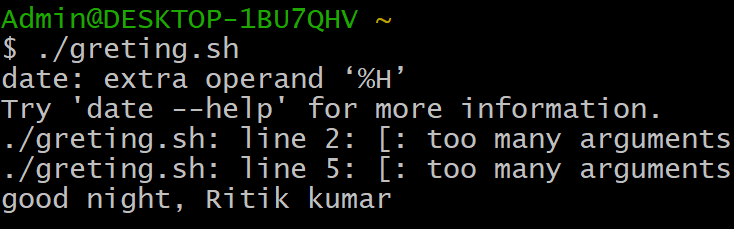 Admin@DESKTOP-1BU7QHV ~
$ ./greting.sh
date: extra operand ‘%H’
Try 'date --help' for more information.
./greting.sh: line 2: [: too many arguments
./greting.sh: line 5: [: too many arguments
good night, Ritik kumar